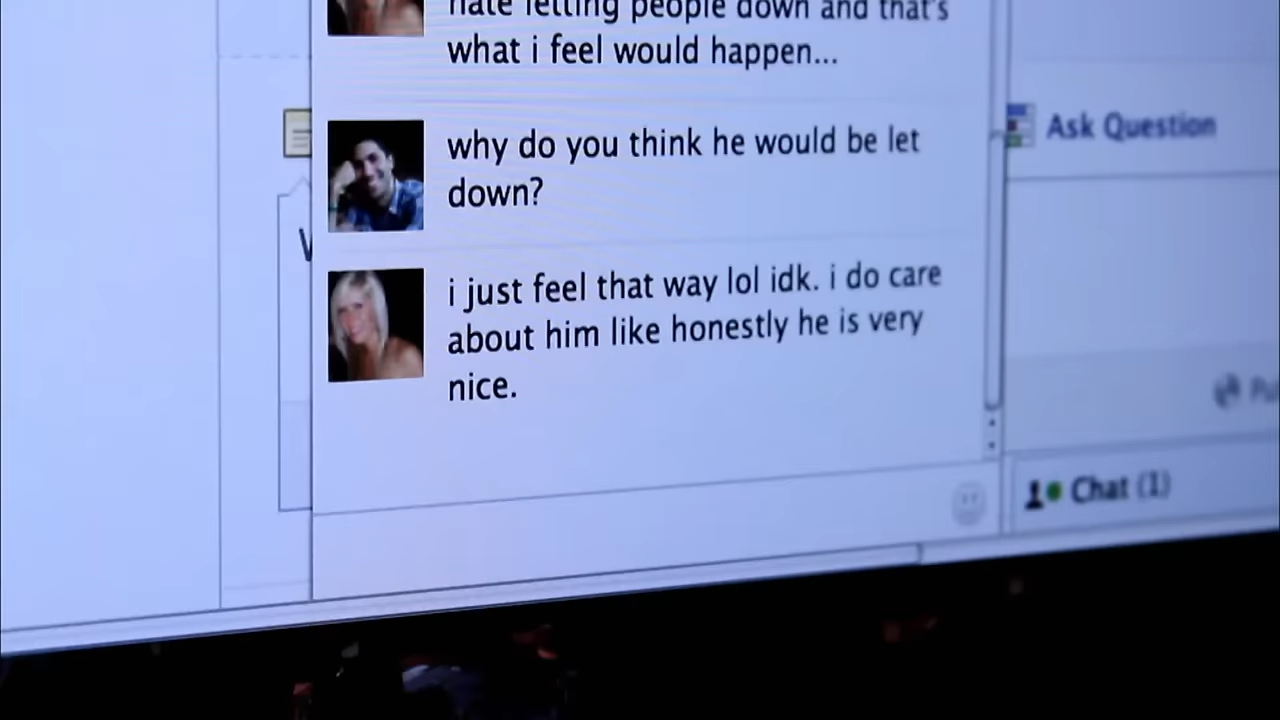 hate letting people down and that's
what i feel would happen...
why do you think he would be let
down?
Ask Question
i just feel that way lol idk. i do care
about him like honestly he is very
nice.
Chat (1)